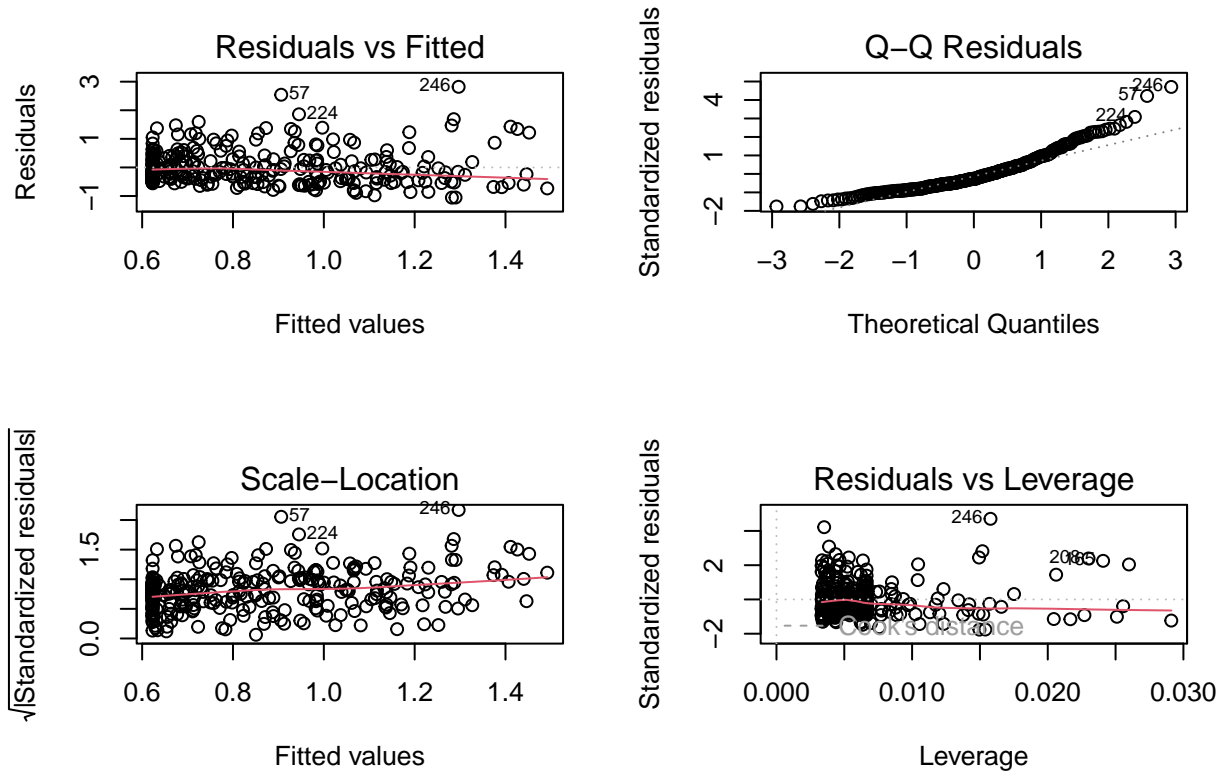 Residuals vs Fitted
Residuals
3
1
−1
57
224
246
0.6 0.8 1.0 1.2 1.4
Fitted values
Q−Q Residuals
Standardized residuals
4
1
−2
246
57
224
−3 −2 −1 0 1 2 3
Theoretical Quantiles
Scale−Location
√|Standardized residuals|
1.5
0.0
57
224
246
0.6 0.8 1.0 1.2 1.4
Fitted values
Residuals vs Leverage
Standardized residuals
2
−2
246
208
Cook's distance
0.000 0.010 0.020 0.030
Leverage